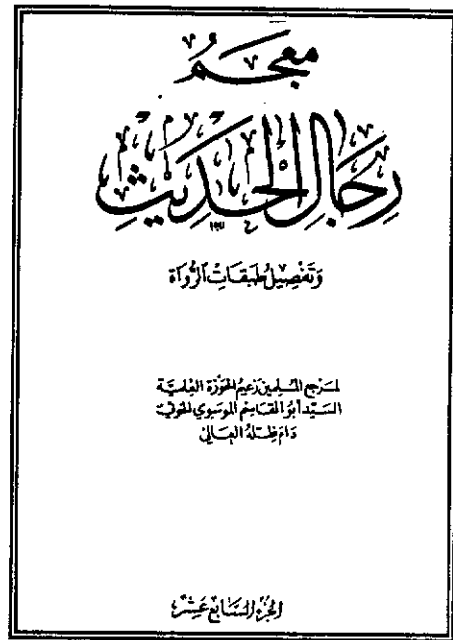 معجم
رجال الحديث
وتفصيل طبقات الرواة
لمرجع المسلمين زعيم الحوزة العلمية
السيد أبو القاسم الموسوي الخوئي
دام ظله العالي
الجزء السابع عشر